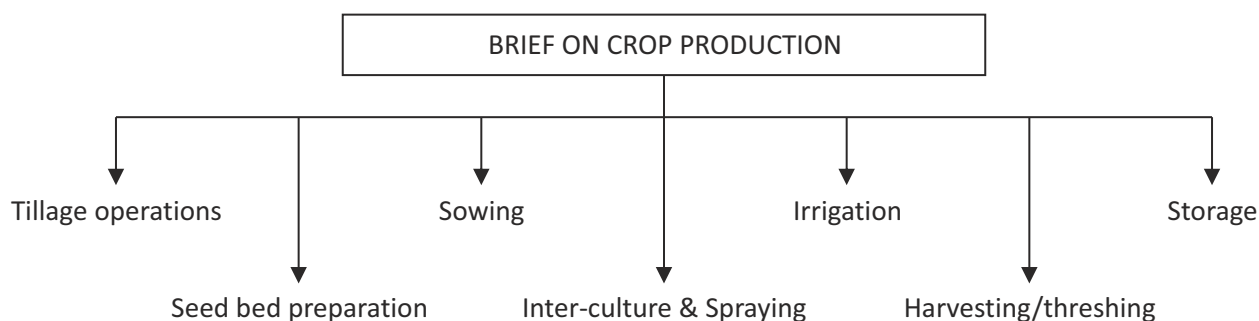 BRIEF ON CROP PRODUCTION
Tillage operations
Sowing
Irrigation
Storage
Seed bed preparation
Inter-culture & Spraying
Harvesting/threshing